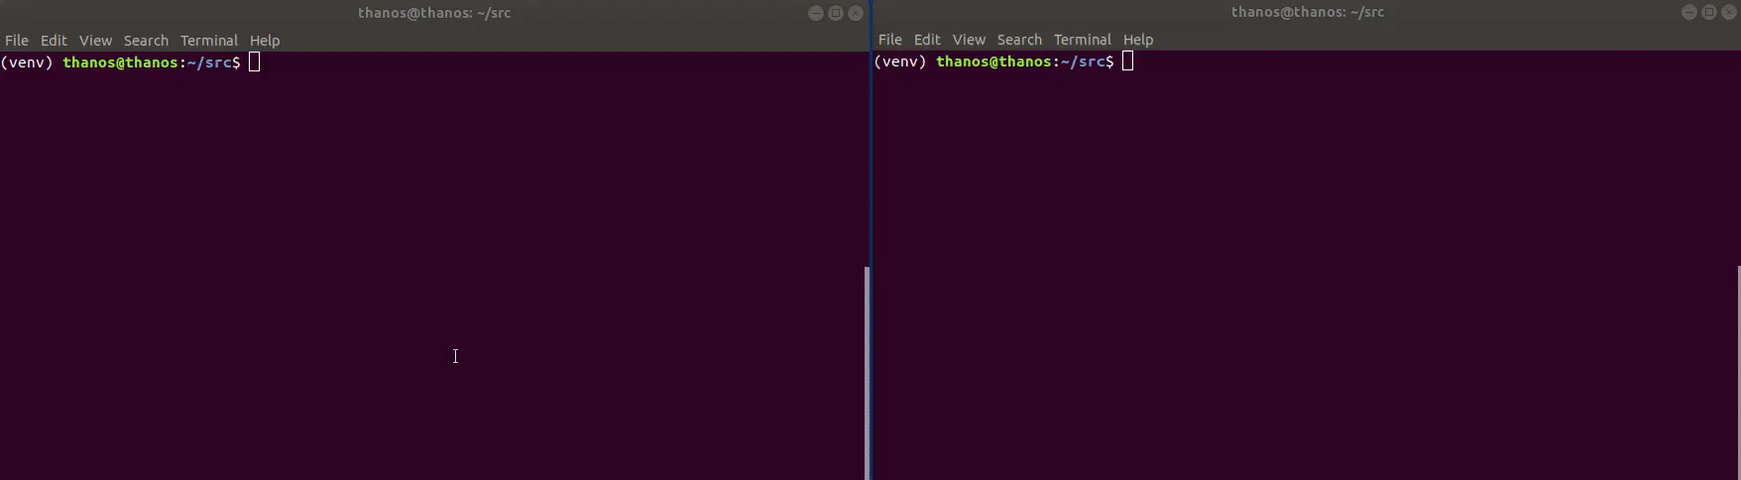 thanos@thanos: ~/src
File Edit View Search Terminal Help
(venv) thanos@thanos:~/src$
thanos@thanos: ~/src
File Edit View Search Terminal Help
(venv) thanos@thanos:~/src$